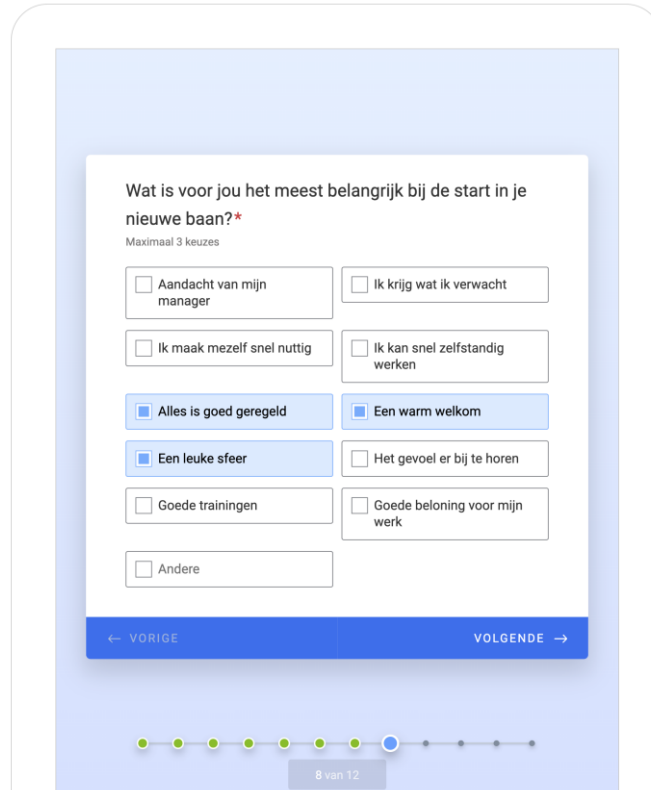 Wat is voor jou het meest belangrijk bij de start in je
nieuwe baan?*
Maximaal 3 keuzes
Aandacht van mijn
manager
Ik krijg wat ik verwacht
Ik maak mezelf snel nuttig
Ik kan snel zelfstandig
werken
Alles is goed geregeld
Een warm welkom
Een leuke sfeer
Het gevoel er bij te horen
Goede trainingen
Goede beloning voor mijn
werk
Andere
← VORIGE
VOLGENDE →
8 van 12